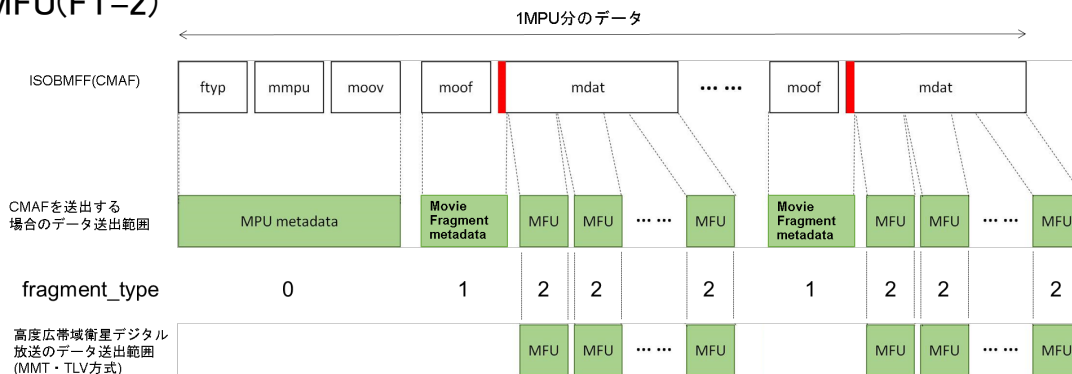 MFU(FT=2)
1MPU分のデータ
ISOBMFF(CMAF)
ftyp mmpu moov moof mdat ... ... moof mdat
CMAFを送出する
場合のデータ送出範囲
MPU metadata
Movie
Fragment
metadata
MFU MFU ... ... MFU
Movie
Fragment
metadata
MFU MFU ... ... MFU
fragment_type 0 1 2 2 2 1 2 2 2
高度広帯域衛星デジタル
放送のデータ送出範囲
(MMT・TLV方式)
MFU MFU ... ... MFU MFU MFU ... ... MFU